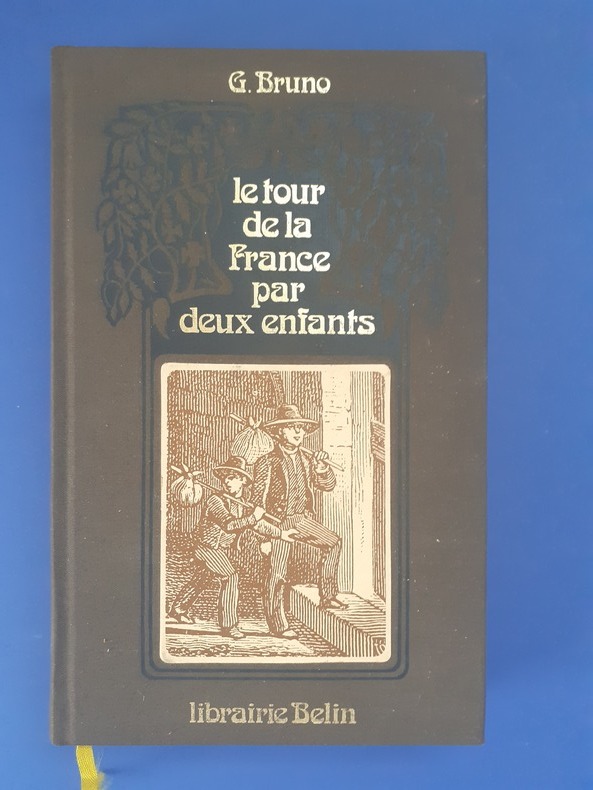 G. Bruno
le tour
de la
France
par
deux enfants
librairie Belin